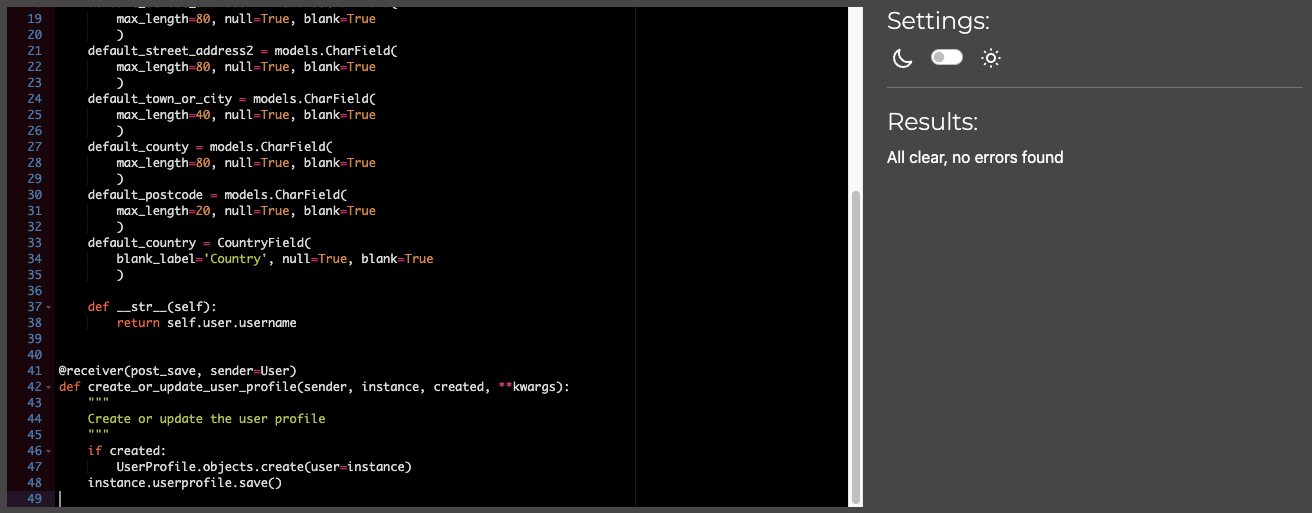 19 max_length=80, null=True, blank=True
20 )
21 default_street_address2 = models.CharField(
22 max_length=80, null=True, blank=True
23 )
24 default_town_or_city = models.CharField(
25 max_length=40, null=True, blank=True
26 )
27 default_county = models.CharField(
28 max_length=80, null=True, blank=True
29 )
30 default_postcode = models.CharField(
31 max_length=20, null=True, blank=True
32 )
33 default_country = CountryField(
34 blank_label='Country', null=True, blank=True
35 )
36
37 def __str__(self):
38 return self.user.username
39
40
41 @receiver(post_save, sender=User)
42 def create_or_update_user_profile(sender, instance, created, **kwargs):
43 """
44 Create or update the user profile
45 """
46 if created:
47 UserProfile.objects.create(user=instance)
48 instance.userprofile.save()
49
Settings:
Results:
All clear, no errors found